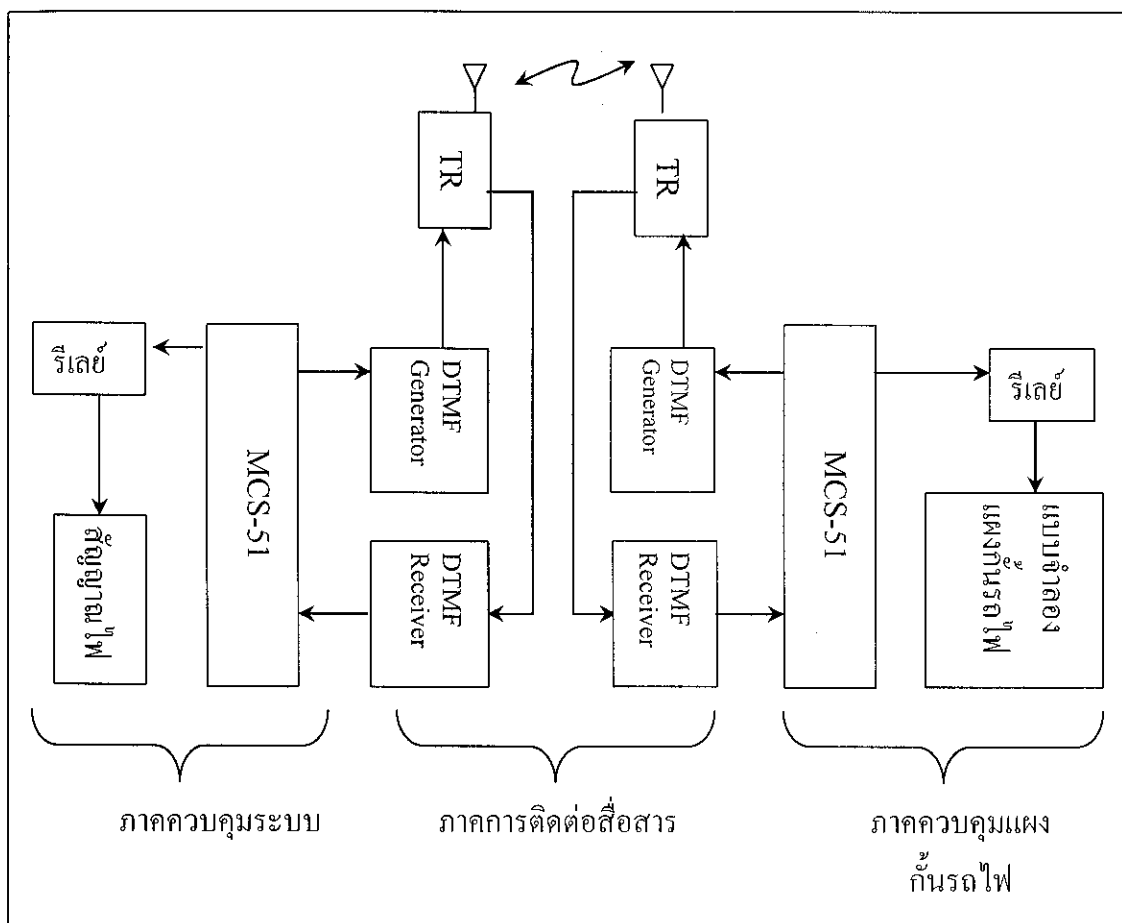 TR
TR
รีเลย์
MCS-51
DTMF
Generator
DTMF
Generator
MCS-51
รีเลย์
สัญญาณไฟ
DTMF
Receiver
DTMF
Receiver
แบบจำลอง
แผงกั้นรถไฟ
ภาคควบคุมระบบ
ภาคการติดต่อสื่อสาร
ภาคควบคุมแผง
กั้นรถไฟ